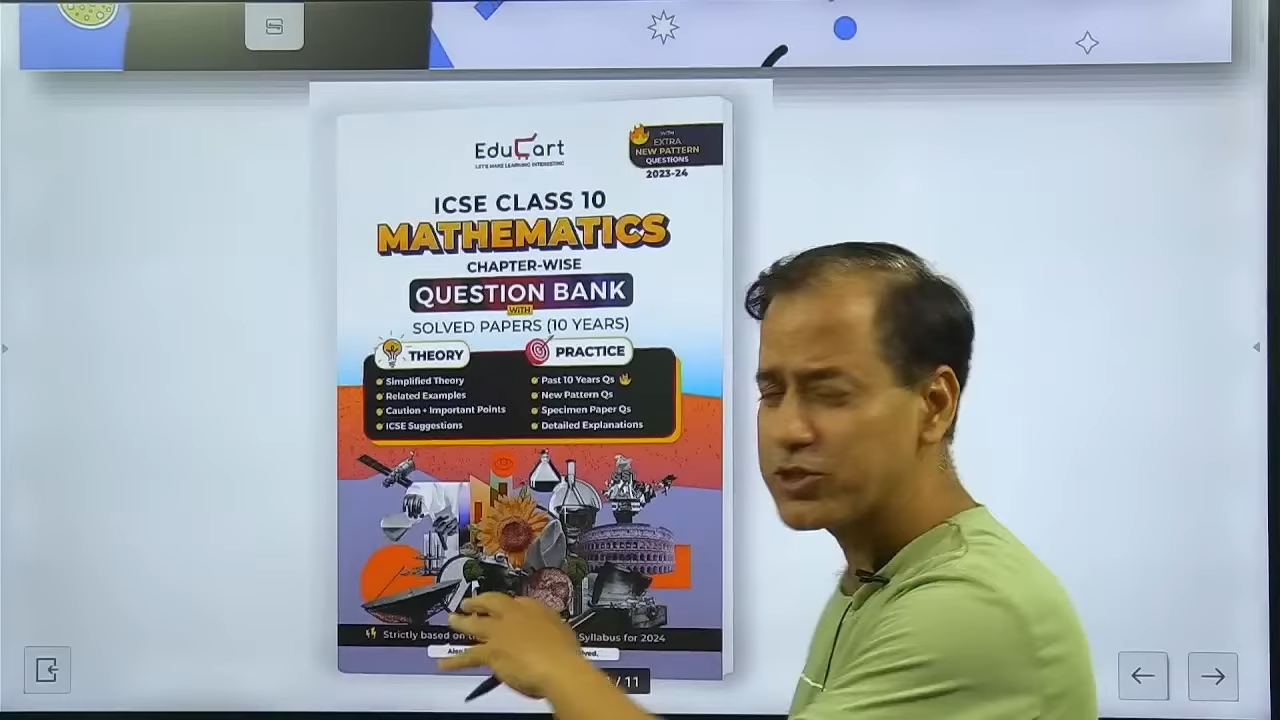 EduCart
LET'S MAKE LEARNING INTERESTING
WITH
EXTRA
NEW PATTERN
QUESTIONS
2023-24
ICSE CLASS 10
MATHEMATICS
CHAPTER-WISE
QUESTION BANK
WITH
SOLVED PAPERS (10 YEARS)
THEORY
Simplified Theory
Related Examples
Caution + Important Points
ICSE Suggestions
PRACTICE
Past 10 Years Qs
New Pattern Qs
Specimen Paper Qs
Detailed Explanations
Strictly based on Syllabus for 2024
/ 11